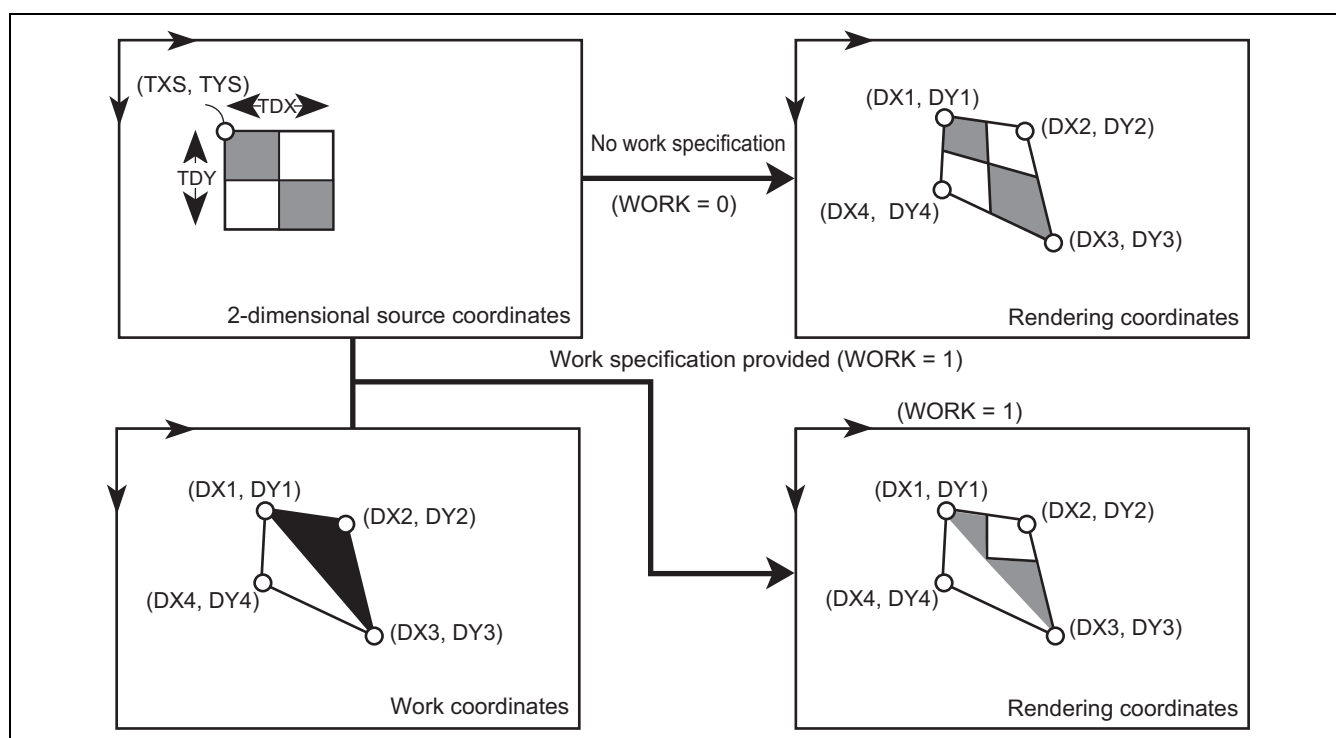 (TXS, TYS)
TDX
TDY
2-dimensional source coordinates
No work specification
(WORK = 0)
(DX1, DY1)
(DX2, DY2)
(DX4, DY4)
(DX3, DY3)
Rendering coordinates
Work specification provided (WORK = 1)
(DX1, DY1)
(DX2, DY2)
(DX4, DY4)
(DX3, DY3)
Work coordinates
(WORK = 1)
(DX1, DY1)
(DX2, DY2)
(DX4, DY4)
(DX3, DY3)
Rendering coordinates